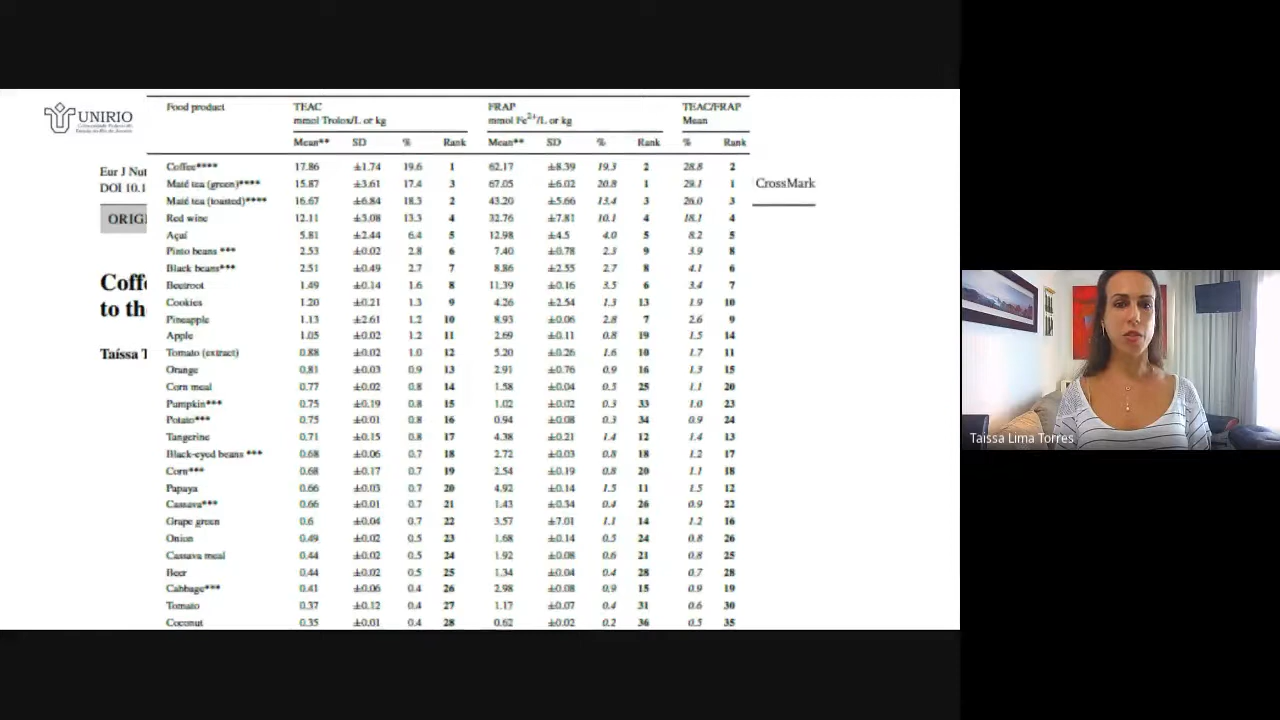 UNIRIO
Food product TEAC FRAP TEAC/FRAP
mmol Trolox/L or kg mmol Fe2+/L or kg Mean
Mean** SD % Rank Mean** SD % Rank % Rank
Coffee**** 17.86 ±1.74 19.6 1 62.17 ±8.39 19.3 2 28.8 2
Maté tea (green)**** 15.87 ±3.61 17.4 3 67.05 ±6.02 20.8 1 29.1 1
Maté tea (toasted)**** 16.67 ±6.84 18.3 2 43.20 ±5.66 13.4 3 26.0 3
Red wine 12.11 ±3.08 13.3 4 32.76 ±7.81 10.1 4 18.1 4
Açaí 5.81 ±2.44 6.4 5 12.98 ±4.5 4.0 5 8.2 5
Pinto beans *** 2.53 ±0.02 2.8 6 7.40 ±0.78 2.3 9 3.9 8
Black beans*** 2.51 ±0.49 2.7 7 8.86 ±2.55 2.7 8 4.1 6
Beetroot 1.49 ±0.14 1.6 8 11.39 ±0.16 3.5 6 3.4 7
Cookies 1.20 ±0.21 1.3 9 4.26 ±2.54 1.3 13 1.9 10
Pineapple 1.13 ±2.61 1.2 10 8.93 ±0.06 2.8 7 2.6 9
Apple 1.05 ±0.02 1.2 11 2.69 ±0.11 0.8 19 1.5 14
Tomato (extract) 0.88 ±0.02 1.0 12 5.20 ±0.26 1.6 10 1.7 11
Orange 0.81 ±0.03 0.9 13 2.91 ±0.76 0.9 16 1.3 15
Corn meal 0.77 ±0.02 0.8 14 1.58 ±0.04 0.5 25 1.1 20
Pumpkin*** 0.75 ±0.19 0.8 15 1.02 ±0.02 0.3 33 1.0 23
Potato*** 0.75 ±0.01 0.8 16 0.94 ±0.08 0.3 34 0.9 24
Tangerine 0.71 ±0.15 0.8 17 4.38 ±0.21 1.4 12 1.4 13
Black-eyed beans *** 0.68 ±0.06 0.7 18 2.72 ±0.03 0.8 18 1.2 17
Corn*** 0.68 ±0.17 0.7 19 2.54 ±0.19 0.8 20 1.1 18
Papaya 0.66 ±0.03 0.7 20 4.92 ±0.14 1.5 11 1.5 12
Cassava*** 0.66 ±0.01 0.7 21 1.43 ±0.34 0.4 26 0.9 22
Grape green 0.6 ±0.04 0.7 22 3.57 ±7.01 1.1 14 1.2 16
Onion 0.49 ±0.02 0.5 23 1.68 ±0.14 0.5 24 0.8 26
Cassava meal 0.44 ±0.02 0.5 24 1.92 ±0.08 0.6 21 0.8 25
Beer 0.44 ±0.02 0.5 25 1.34 ±0.04 0.4 28 0.7 28
Cabbage*** 0.41 ±0.06 0.4 26 2.98 ±0.08 0.9 15 0.9 19
Tomato 0.37 ±0.12 0.4 27 1.17 ±0.07 0.4 31 0.6 30
Coconut 0.35 ±0.01 0.4 28 0.62 ±0.02 0.2 36 0.5 35
Eur J Nut
DOI 10.1
ORIG
Coff
to th
Taíssa T
CrossMark
Taíssa Lima Torres